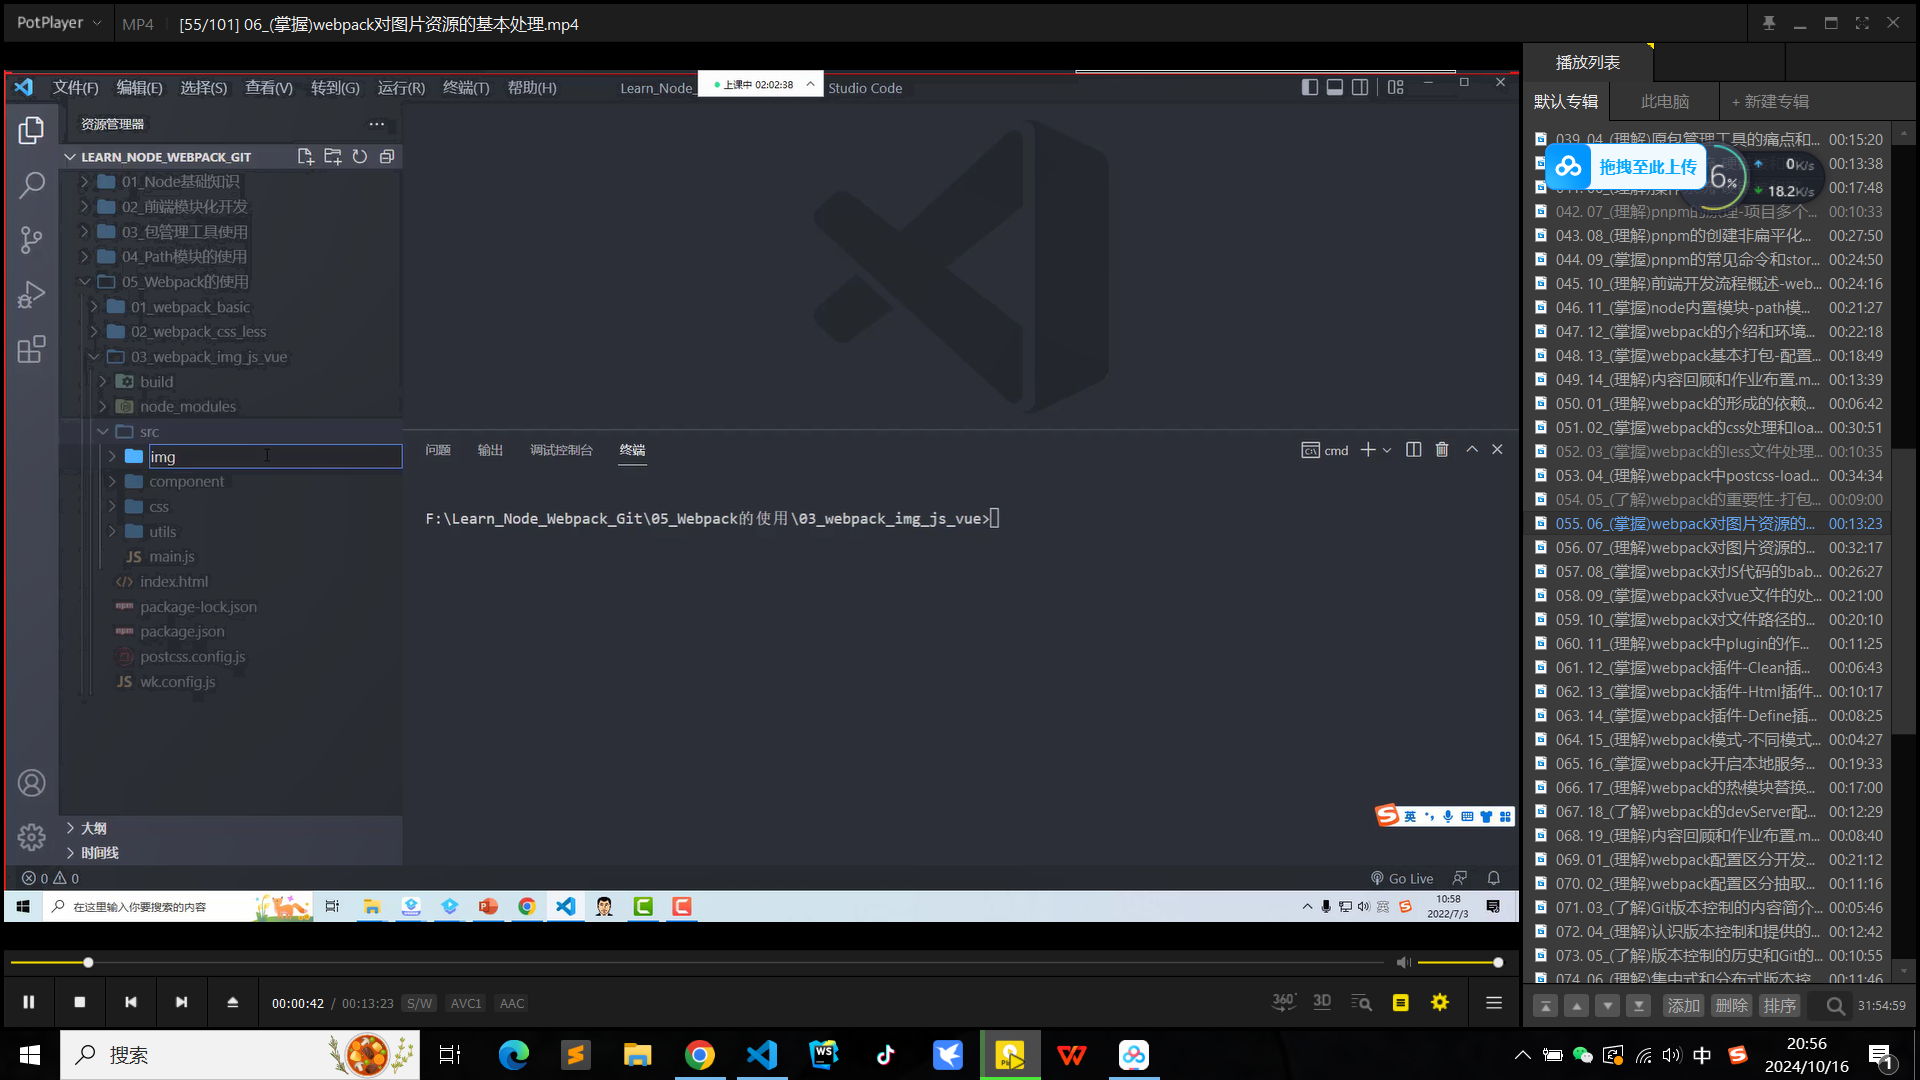 PotPlayer
MP4
[55/101] 06_(掌握)webpack对图片资源的基本处理.mp4
文件(F) 编辑(E) 选择(S) 查看(V) 转到(G) 运行(R) 终端(T) 帮助(H)
Learn_Node_
上课中 02:02:38
Studio Code
资源管理器
LEARN_NODE_WEBPACK_GIT
01_Node基础知识
02_前端模块化开发
03_包管理工具使用
04_Path模块的使用
05_Webpack的使用
01_webpack_basic
02_webpack_css_less
03_webpack_img_js_vue
build
node_modules
src
img
component
css
utils
JS main.js
index.html
package-lock.json
package.json
postcss.config.js
JS wk.config.js
大纲
时间线
0 0
问题 输出 调试控制台 终端
cmd
F:\Learn_Node_Webpack_Git\05_Webpack的使用\03_webpack_img_js_vue>
英
Go Live
在这里输入你要搜索的内容
10:58
2022/7/3
00:00:42 / 00:13:23 S/W AVC1 AAC
360° 3D
播放列表
默认专辑 此电脑 + 新建专辑
039. 04_(理解)原包管理工具的痛点和... 00:15:20
00:13:38
00:17:48
拖拽至此上传
6%
0K/s
18.2K/s
042. 07_(理解)pnpm的原理-项目多个... 00:10:33
043. 08_(理解)pnpm的创建非扁平化... 00:27:50
044. 09_(掌握)pnpm的常见命令和stor... 00:24:50
045. 10_(理解)前端开发流程概述-web... 00:24:16
046. 11_(掌握)node内置模块-path模... 00:21:27
047. 12_(掌握)webpack的介绍和环境... 00:22:18
048. 13_(掌握)webpack基本打包-配置... 00:18:49
049. 14_(理解)内容回顾和作业布置.m... 00:13:39
050. 01_(理解)webpack的形成的依赖... 00:06:42
051. 02_(掌握)webpack的css处理和loa... 00:30:51
052. 03_(掌握)webpack的less文件处理... 00:10:35
053. 04_(理解)webpack中postcss-load... 00:34:34
054. 05_(了解)webpack的重要性-打包... 00:09:00
055. 06_(掌握)webpack对图片资源的... 00:13:23
056. 07_(理解)webpack对图片资源的... 00:32:17
057. 08_(掌握)webpack对JS代码的bab... 00:26:27
058. 09_(掌握)webpack对vue文件的处... 00:21:00
059. 10_(掌握)webpack对文件路径的... 00:20:10
060. 11_(理解)webpack中plugin的作... 00:11:25
061. 12_(掌握)webpack插件-Clean插... 00:06:43
062. 13_(掌握)webpack插件-Html插件... 00:10:17
063. 14_(掌握)webpack插件-Define插... 00:08:25
064. 15_(理解)webpack模式-不同模式... 00:04:27
065. 16_(掌握)webpack开启本地服务... 00:19:33
066. 17_(理解)webpack的热模块替换... 00:17:00
067. 18_(了解)webpack的devServer配... 00:12:29
068. 19_(理解)内容回顾和作业布置.m... 00:08:40
069. 01_(理解)webpack配置区分开发... 00:21:12
070. 02_(理解)webpack配置区分抽取... 00:11:16
071. 03_(了解)Git版本控制的内容简介... 00:05:46
072. 04_(理解)认识版本控制和提供的... 00:12:42
073. 05_(了解)版本控制的历史和Git的... 00:10:55
074. 06_(理解)集中式和分布式版本控... 00:11:46
添加 删除 排序
31:54:59
搜索
中
20:56
2024/10/16
1